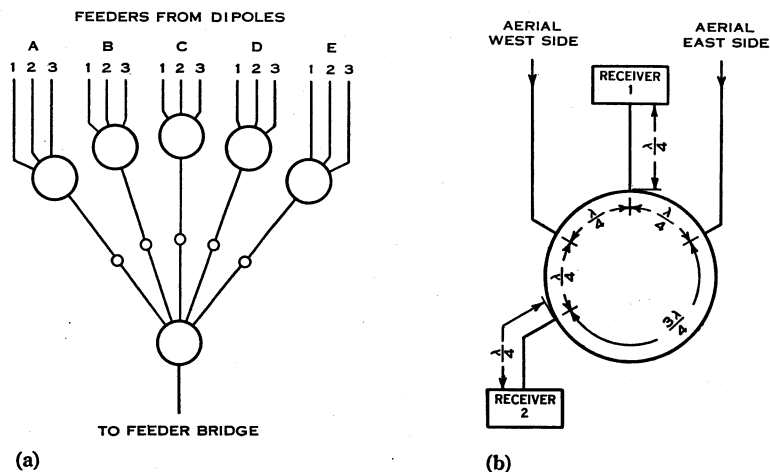 FEEDERS FROM DIPOLES
A B C D E
1 2 3 1 2 3 1 2 3 1 2 3 1 2 3
TO FEEDER BRIDGE
(a)
AERIAL
WEST SIDE
AERIAL
EAST SIDE
RECEIVER
1
λ/4
λ/4
λ/4
λ/4
3λ/4
λ/4
RECEIVER
2
(b)